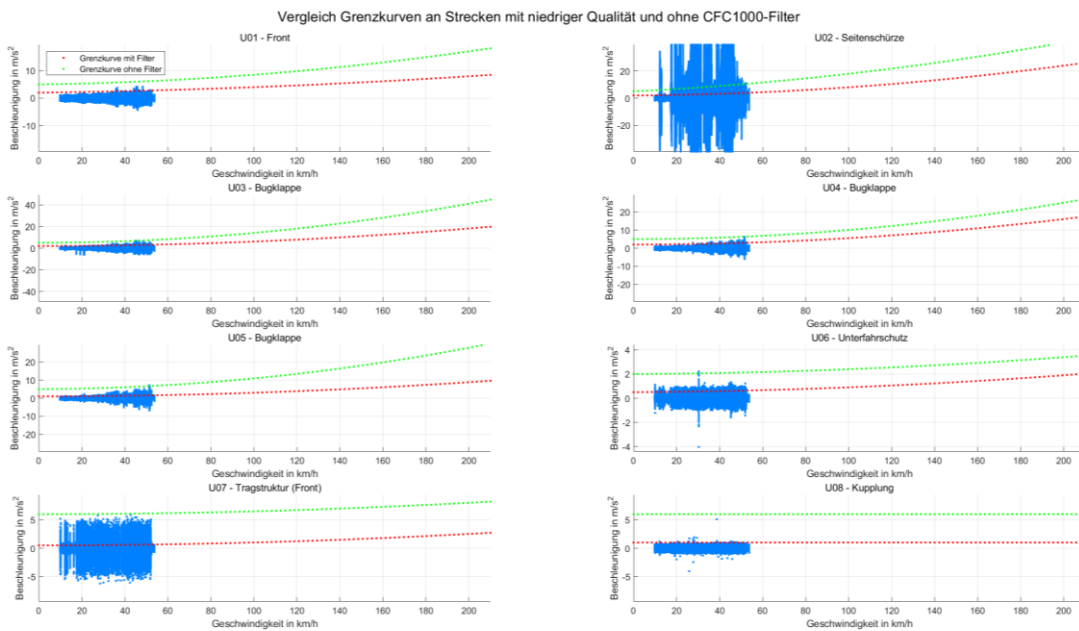 Vergleich Grenzkurven an Strecken mit niedriger Qualität und ohne CFC1000-Filter
U01 - Front
Grenzkurve mit Filter
Grenzkurve ohne Filter
Beschleunigung in m/s²
10
0
-10
0 20 40 60 80 100 120 140 160 180 200
Geschwindigkeit in km/h
U02 - Seitenschürze
Beschleunigung in m/s²
20
0
-20
0 20 40 60 80 100 120 140 160 180 200
Geschwindigkeit in km/h
U03 - Bugklappe
Beschleunigung in m/s²
40
20
0
-20
-40
0 20 40 60 80 100 120 140 160 180 200
Geschwindigkeit in km/h
U04 - Bugklappe
Beschleunigung in m/s²
20
10
0
-10
-20
0 20 40 60 80 100 120 140 160 180 200
Geschwindigkeit in km/h
U05 - Bugklappe
Beschleunigung in m/s²
20
10
0
-10
-20
0 20 40 60 80 100 120 140 160 180 200
Geschwindigkeit in km/h
U06 - Unterfahrschutz
Beschleunigung in m/s²
4
2
0
-2
-4
0 20 40 60 80 100 120 140 160 180 200
Geschwindigkeit in km/h
U07 - Tragstruktur (Front)
Beschleunigung in m/s²
5
0
-5
0 20 40 60 80 100 120 140 160 180 200
Geschwindigkeit in km/h
U08 - Kupplung
Beschleunigung in m/s²
5
0
-5
0 20 40 60 80 100 120 140 160 180 200
Geschwindigkeit in km/h